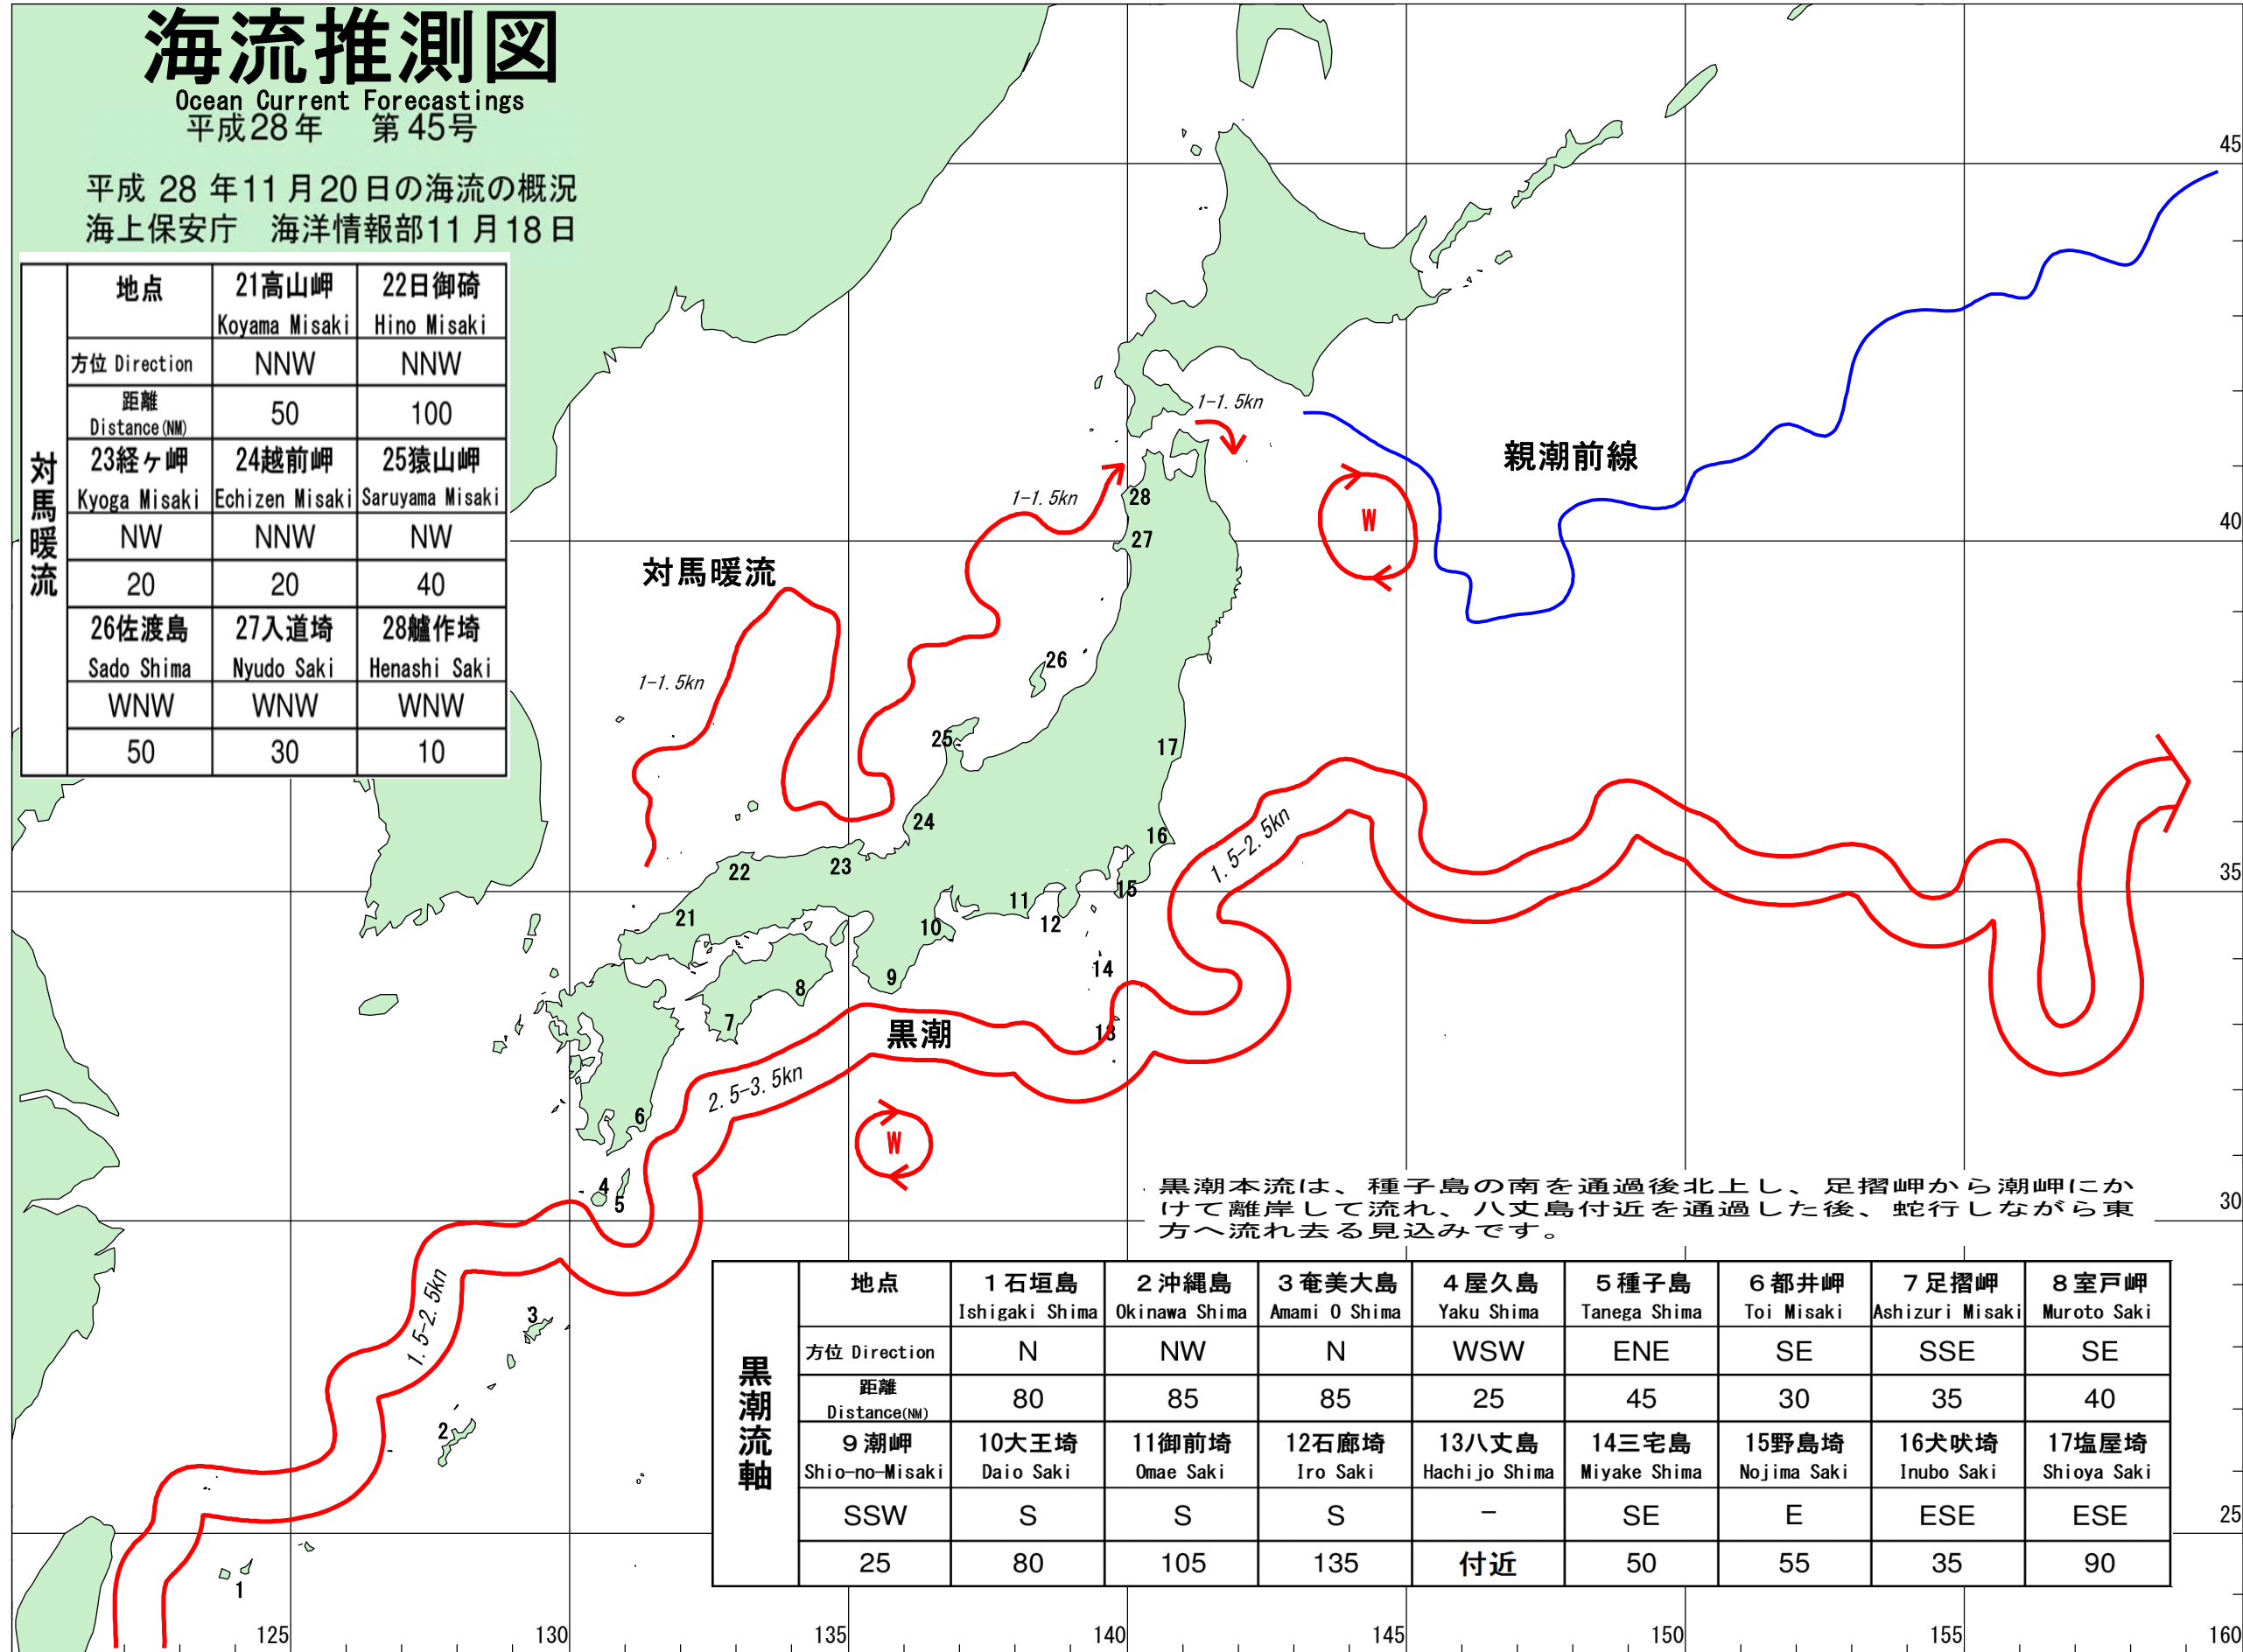 海流推測図
Ocean Current Forecastings
平成28年 第45号
平成 28 年11月20日の海流の概況
海上保安庁 海洋情報部11月18日
対馬暖流
地点 21高山岬 22日御碕
Koyama Misaki Hino Misaki
方位 Direction NNW NNW
距離 Distance(NM) 50 100
23経ヶ岬 24越前岬 25猿山岬
Kyoga Misaki Echizen Misaki Saruyama Misaki
NW NNW NW
20 20 40
26佐渡島 27入道埼 28艫作埼
Sado Shima Nyudo Saki Henashi Saki
WNW WNW WNW
50 30 10
45
1-1.5kn
親潮前線
1-1.5kn
28
W
40
27
対馬暖流
26
1-1.5kn
25
17
24
16
1.5-2.5kn
23
22
35
15
11
21
12
10
14
9
8
7
黒潮
13
2.5-3.5kn
6
W
4
5
30
黒潮本流は、種子島の南を通過後北上し、足摺岬から潮岬にか
けて離岸して流れ、八丈島付近を通過した後、蛇行しながら東
方へ流れ去る見込みです。
1.5-2.5kn
3
2
1
黒潮流軸
地点 1石垣島 2沖縄島 3奄美大島 4屋久島 5種子島 6都井岬 7足摺岬 8室戸岬
Ishigaki Shima Okinawa Shima Amami O Shima Yaku Shima Tanega Shima Toi Misaki Ashizuri Misaki Muroto Saki
方位 Direction N NW N WSW ENE SE SSE SE
距離 Distance(NM) 80 85 85 25 45 30 35 40
9潮岬 10大王埼 11御前埼 12石廊埼 13八丈島 14三宅島 15野島埼 16犬吠埼 17塩屋埼
Shio-no-Misaki Daio Saki Omae Saki Iro Saki Hachijo Shima Miyake Shima Nojima Saki Inubo Saki Shioya Saki
SSW S S S − SE E ESE ESE
25 80 105 135 付近 50 55 35 90
25
125 130 135 140 145 150 155 160